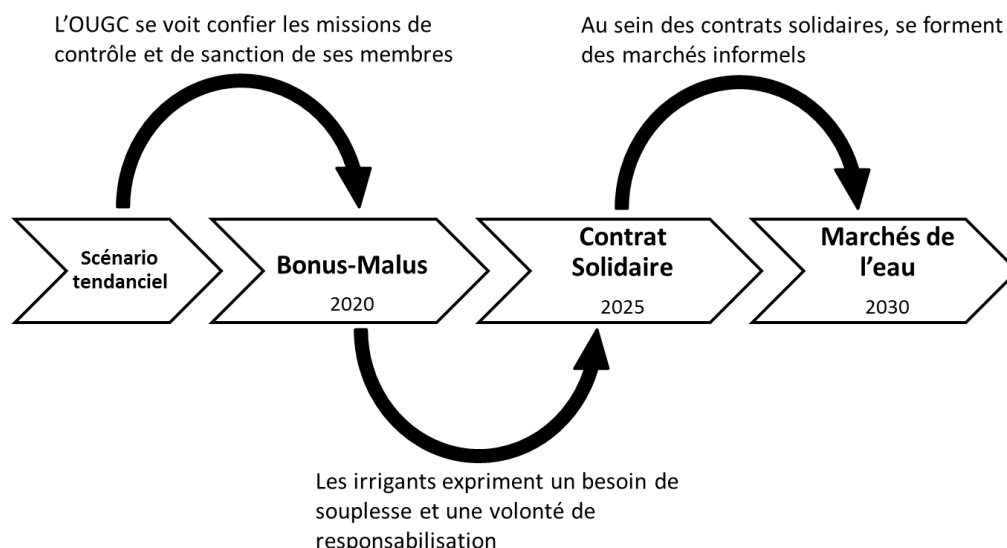 L'OUGC se voit confier les missions de
contrôle et de sanction de ses membres
Au sein des contrats solidaires, se forment
des marchés informels
Scénario
tendanciel
Bonus-Malus
2020
Contrat
Solidaire
2025
Marchés de
l'eau
2030
Les irrigants expriment un besoin de
souplesse et une volonté de
responsabilisation